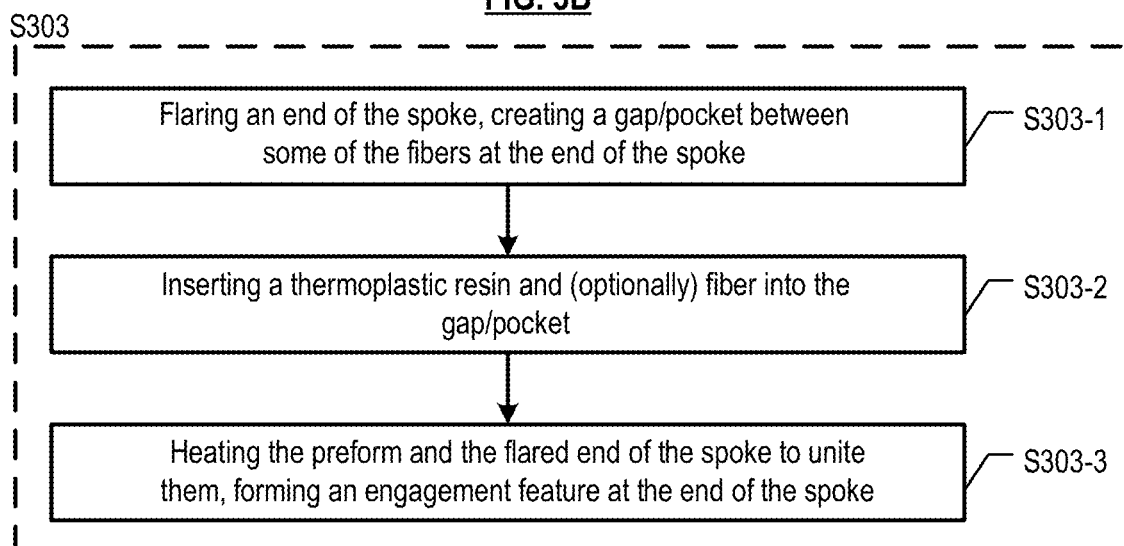 S303
Flaring an end of the spoke, creating a gap/pocket between
some of the fibers at the end of the spoke
S303-1
Inserting a thermoplastic resin and (optionally) fiber into the
gap/pocket
S303-2
Heating the preform and the flared end of the spoke to unite
them, forming an engagement feature at the end of the spoke
S303-3